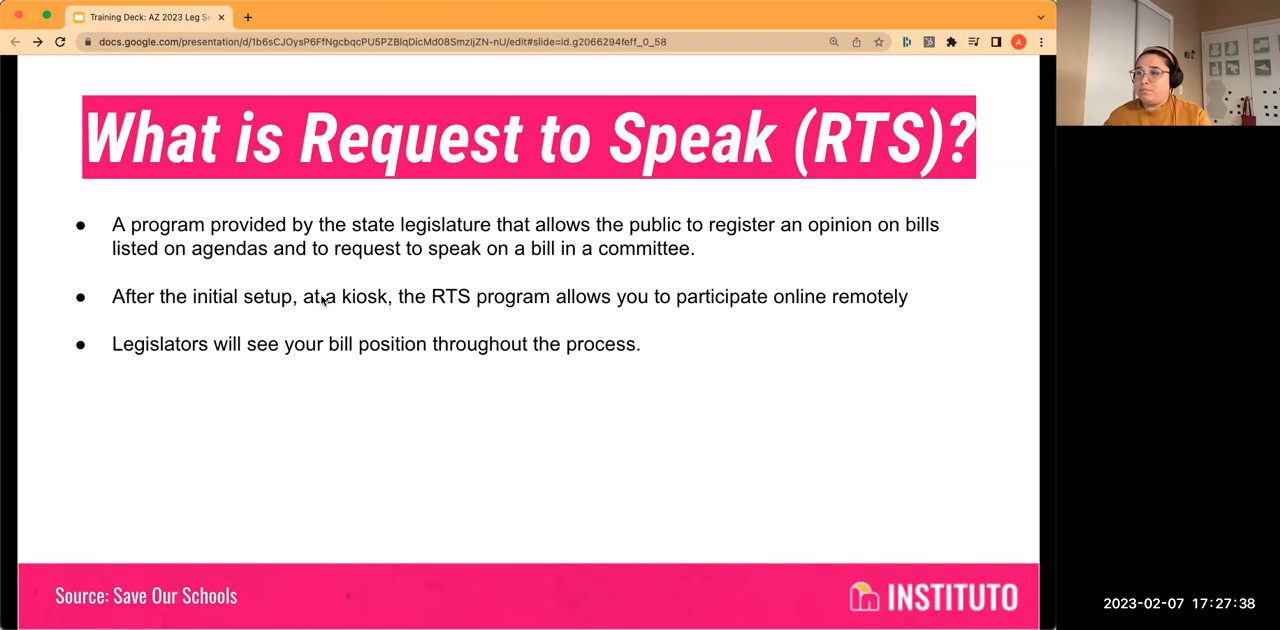 Training Deck: AZ 2023 Leg Se
docs.google.com/presentation/d/1b6sCJOysP6FfNgcbqcPU5PZBlqDicMd08SmzIjZN-nU/edit#slide=id.g2066294feff_0_58
A
What is Request to Speak (RTS)?
● A program provided by the state legislature that allows the public to register an opinion on bills
listed on agendas and to request to speak on a bill in a committee.
● After the initial setup, at a kiosk, the RTS program allows you to participate online remotely
● Legislators will see your bill position throughout the process.
Source: Save Our Schools
INSTITUTO
2023-02-07 17:27:38